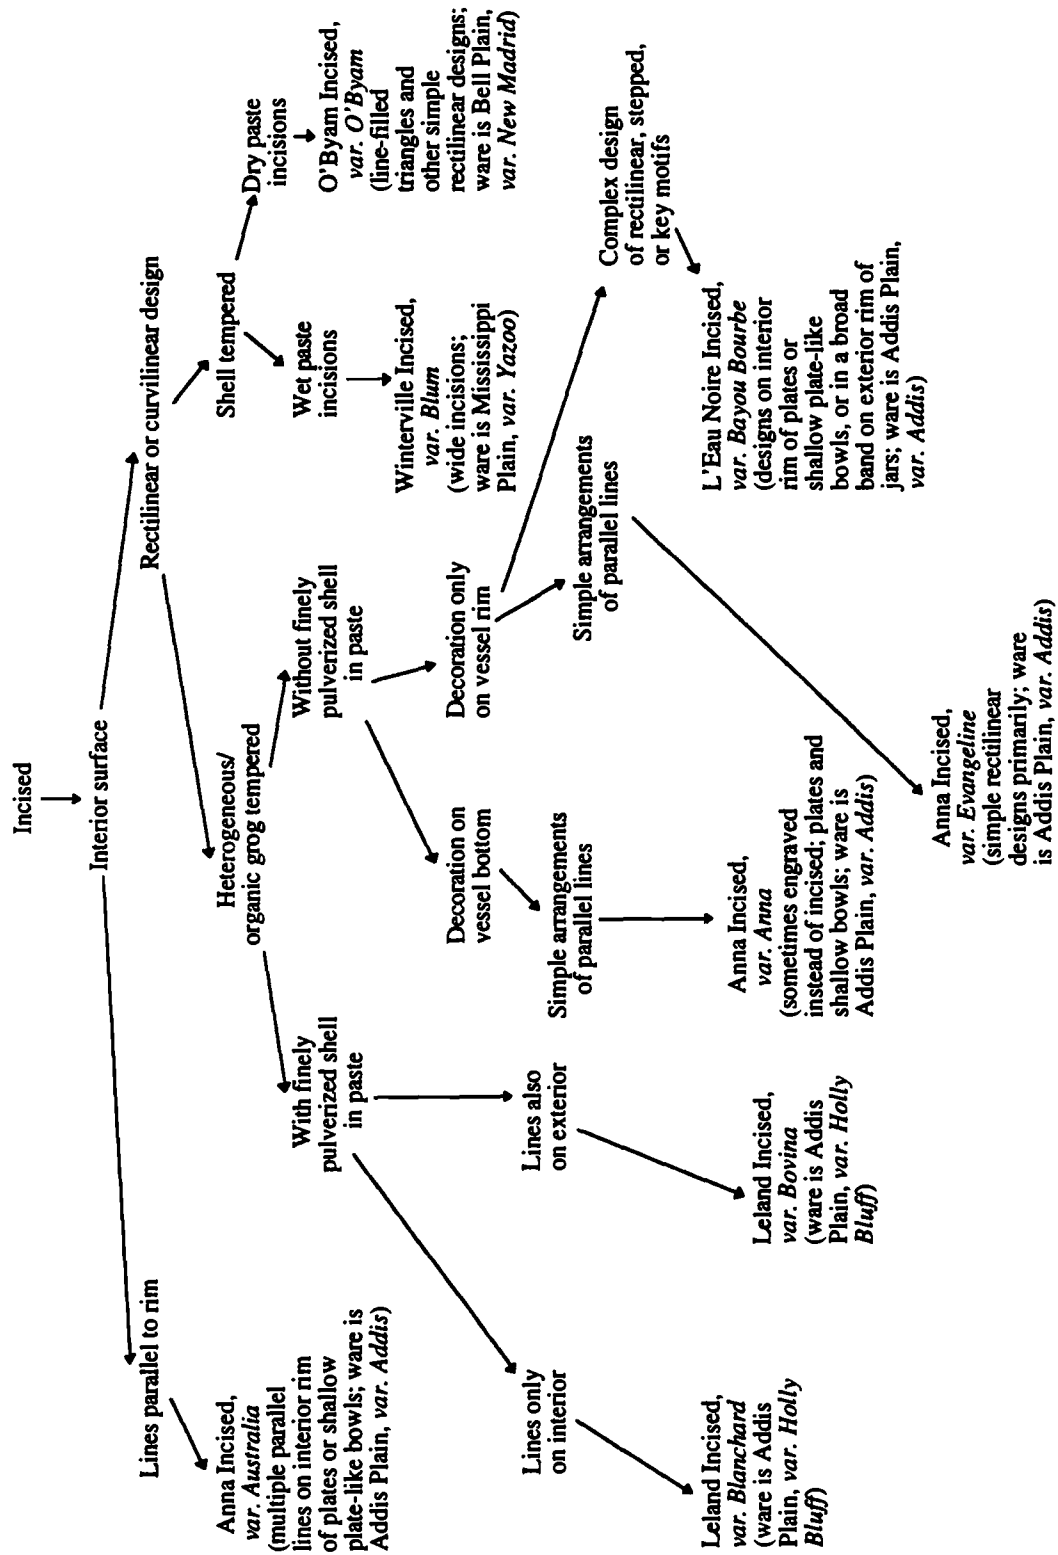 Incised
Interior surface
Lines parallel to rim
Rectilinear or curvilinear design
Anna Incised,
var. Australia
(multiple parallel
lines on interior rim
of plates or shallow
plate-like bowls; ware is
Addis Plain, var. Addis)
Heterogeneous/
organic grog tempered
Shell tempered
With finely
pulverized shell
in paste
Without finely
pulverized shell
in paste
Wet paste
incisions
Dry paste
incisions
Winterville Incised,
var. Blum
(wide incisions;
ware is Mississippi
Plain, var. Yazoo)
O'Byam Incised,
var. O'Byam
(line-filled
triangles and
other simple
rectilinear designs;
ware is Bell Plain,
var. New Madrid)
Lines only
on interior
Lines also
on exterior
Decoration on
vessel bottom
Decoration only
on vessel rim
Simple arrangements
of parallel lines
Simple arrangements
of parallel lines
Complex design
of rectilinear, stepped,
or key motifs
Leland Incised,
var. Blanchard
(ware is Addis
Plain, var. Holly
Bluff)
Leland Incised,
var. Bovina
(ware is Addis
Plain, var. Holly
Bluff)
Anna Incised,
var. Anna
(sometimes engraved
instead of incised; plates and
shallow bowls; ware is
Addis Plain, var. Addis)
L'Eau Noire Incised,
var. Bayou Bourbe
(designs on interior
rim of plates or
shallow plate-like
bowls, or in a broad
band on exterior rim of
jars; ware is Addis Plain,
var. Addis)
Anna Incised,
var. Evangeline
(simple rectilinear
designs primarily; ware
is Addis Plain, var. Addis)